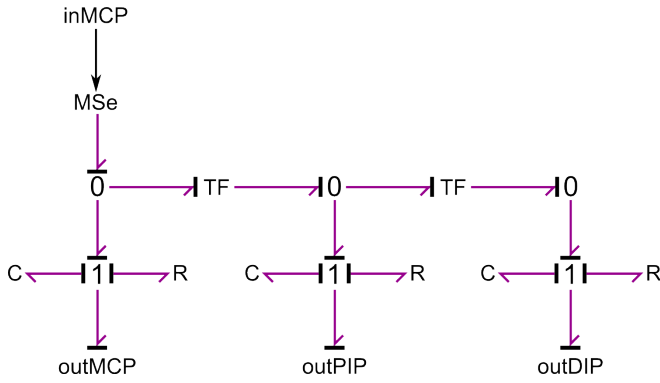 inMCP
MSe
0 TF 0 TF 0
C 1 R C 1 R C 1 R
outMCP outPIP outDIP